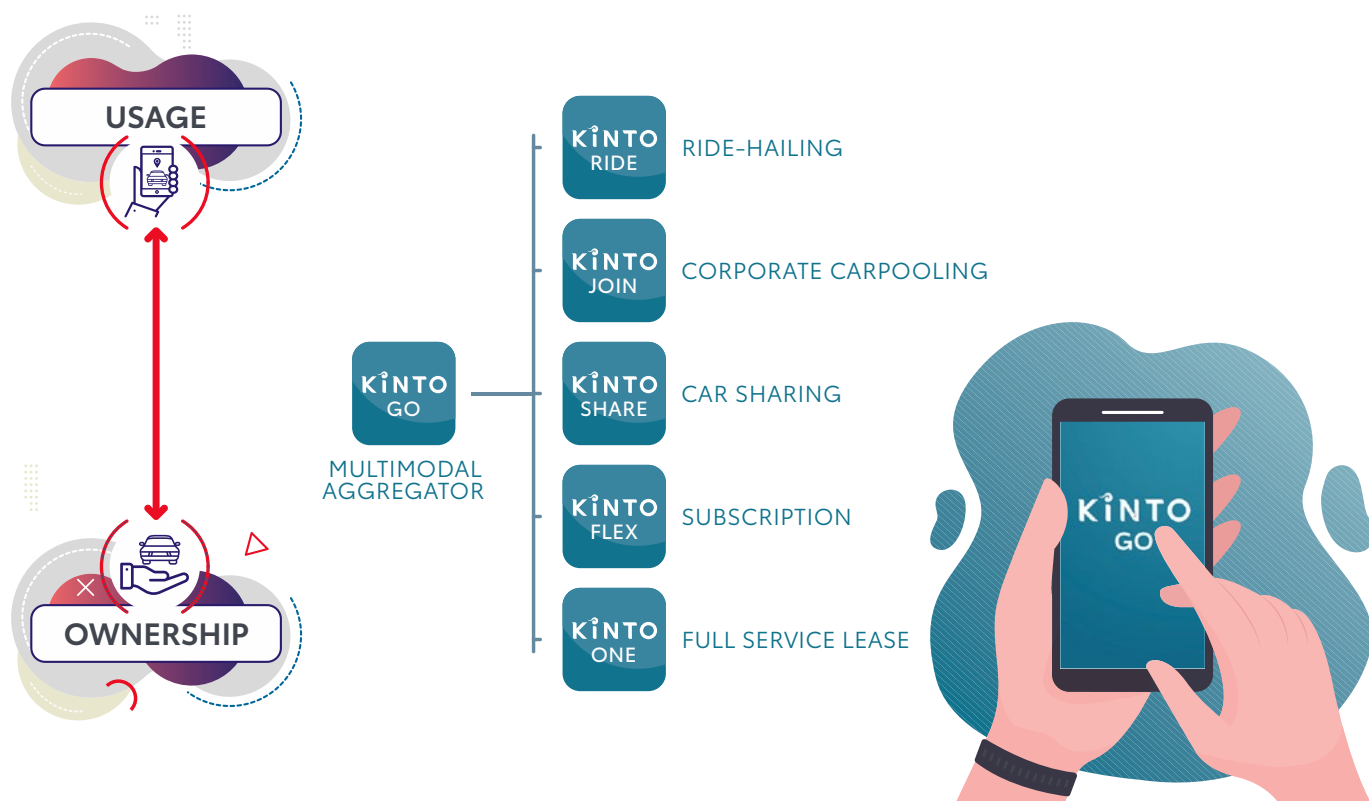 USAGE
OWNERSHIP
KiNTO
GO
MULTIMODAL
AGGREGATOR
KiNTO
RIDE
RIDE-HAILING
KiNTO
JOIN
CORPORATE CARPOOLING
KiNTO
SHARE
CAR SHARING
KiNTO
FLEX
SUBSCRIPTION
KiNTO
ONE
FULL SERVICE LEASE
KiNTO
GO